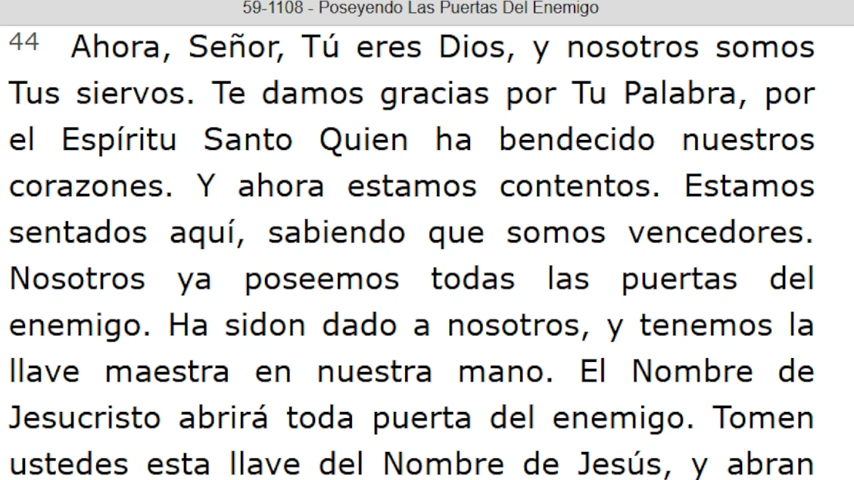 59-1108 - Poseyendo Las Puertas Del Enemigo
44 Ahora, Señor, Tú eres Dios, y nosotros somos
Tus siervos. Te damos gracias por Tu Palabra, por
el Espíritu Santo Quien ha bendecido nuestros
corazones. Y ahora estamos contentos. Estamos
sentados aquí, sabiendo que somos vencedores.
Nosotros ya poseemos todas las puertas del
enemigo. Ha sidon dado a nosotros, y tenemos la
llave maestra en nuestra mano. El Nombre de
Jesucristo abrirá toda puerta del enemigo. Tomen
ustedes esta llave del Nombre de Jesús, y abran